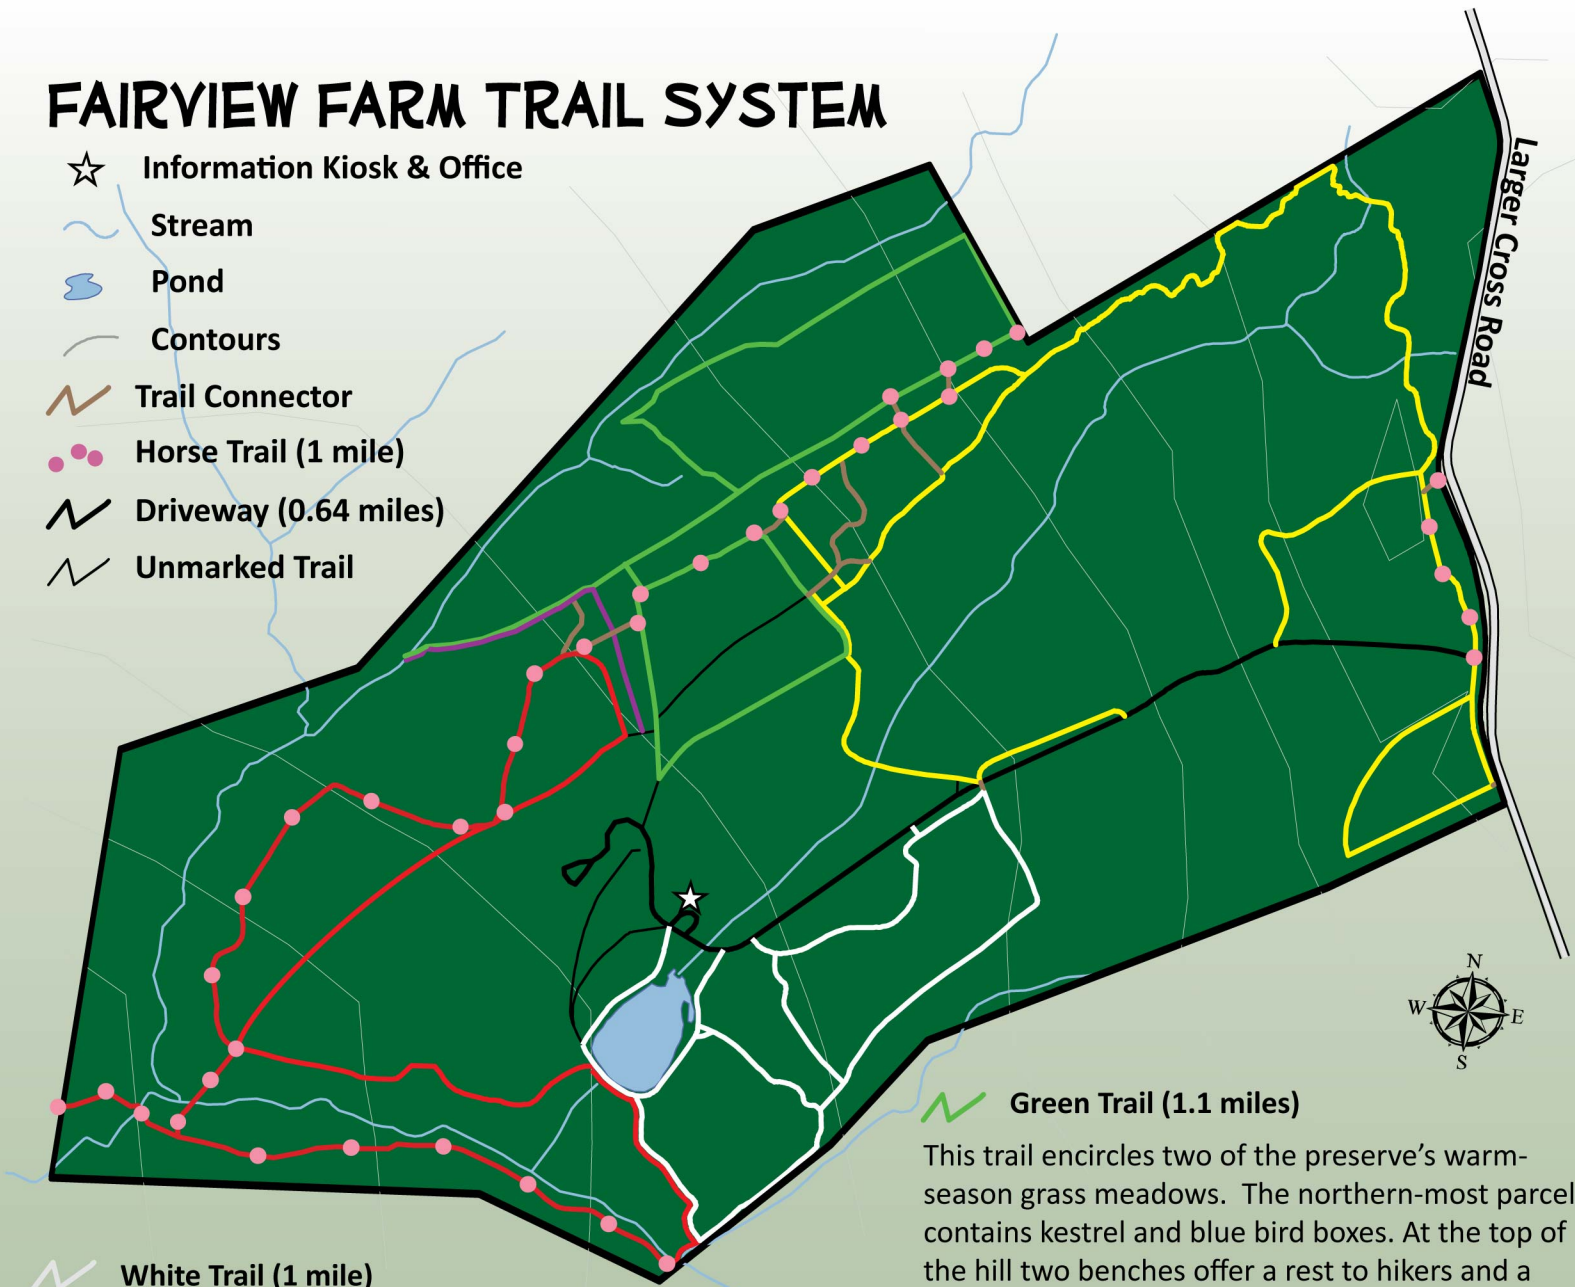 FAIRVIEW FARM TRAIL SYSTEM
Information Kiosk & Office
Stream
Pond
Contours
Trail Connector
Horse Trail (1 mile)
Driveway (0.64 miles)
Unmarked Trail
Larger Cross Road
N
W
E
S
Green Trail (1.1 miles)
This trail encircles two of the preserve’s warm-
season grass meadows.  The northern-most parcel
contains kestrel and blue bird boxes. At the top of
the hill two benches offer a rest to hikers and a
White Trail (1 mile)